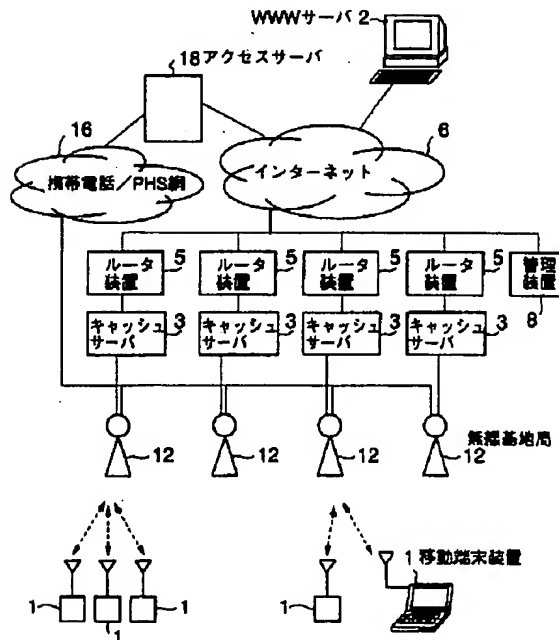 WWWサーバ 2
18 アクセスサーバ
16
6
携帯電話/PHS網
インターネット
ルータ装置 5
ルータ装置 5
ルータ装置 5
ルータ装置 5
管理装置
8
キャッシュサーバ 3
キャッシュサーバ 3
キャッシュサーバ 3
キャッシュサーバ 3
無線基地局
12
12
12
12
1 移動端末装置
1
1
1
1